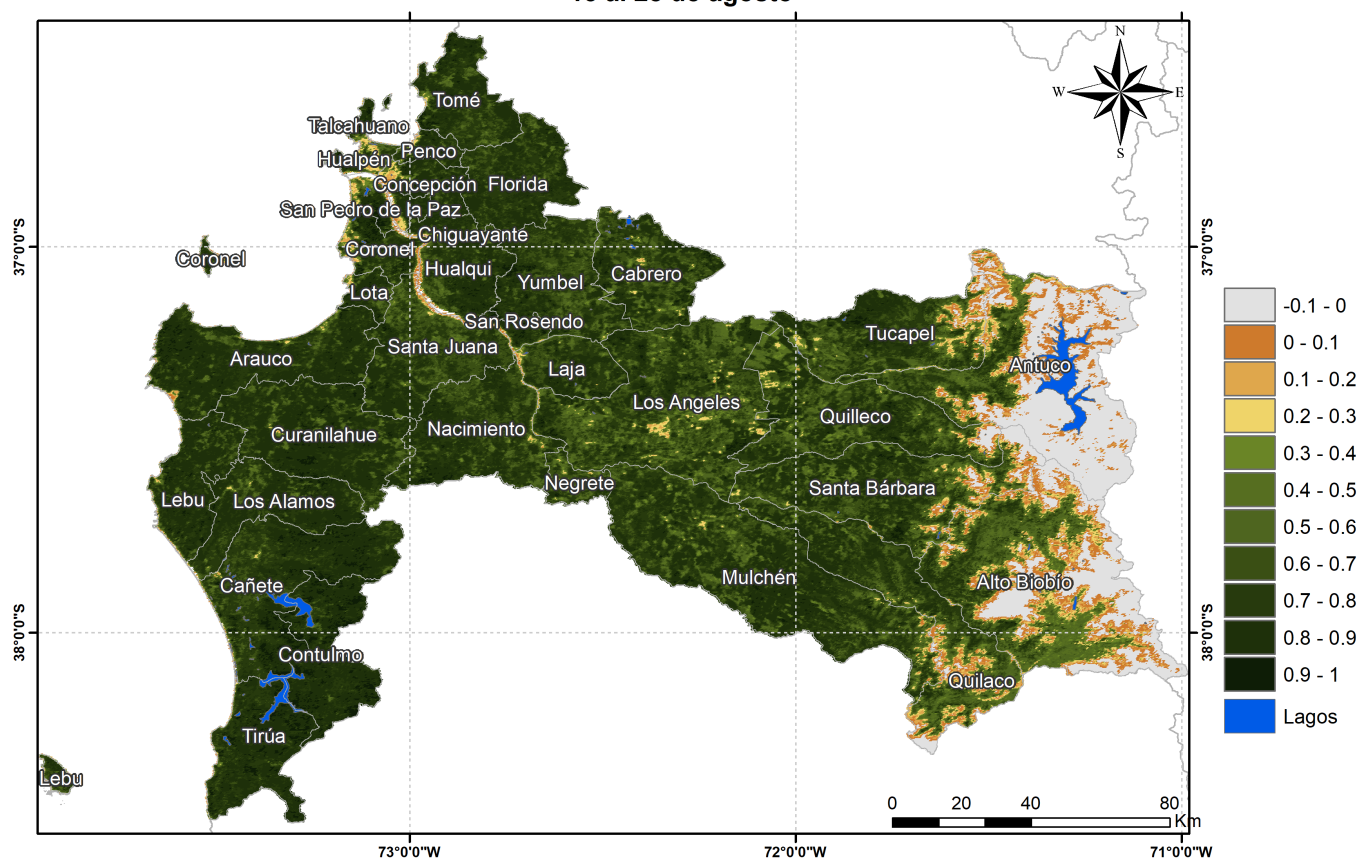 N
W
E
S
Tomé
Talcahuano
Penco
Hualpén
Concepción
Florida
San Pedro de la Paz
Chiguayante
Coronel
Coronel
Hualqui
Cabrero
Yumbel
Lota
San Rosendo
Tucapel
Santa Juana
Arauco
Laja
Antuco
Los Angeles
Quilleco
Curanilahue
Nacimiento
Negrete
Santa Bárbara
Lebu
Los Alamos
Mulchén
Alto Biobío
Cañete
Contulmo
Quilaco
Tirúa
Lebu
37°0'0"S
38°0'0"S
37°0'0"S
38°0'0"S
73°0'0"W
72°0'0"W
71°0'0"W
0
20
40
80
Km
-0.1 - 0
0 - 0.1
0.1 - 0.2
0.2 - 0.3
0.3 - 0.4
0.4 - 0.5
0.5 - 0.6
0.6 - 0.7
0.7 - 0.8
0.8 - 0.9
0.9 - 1
Lagos